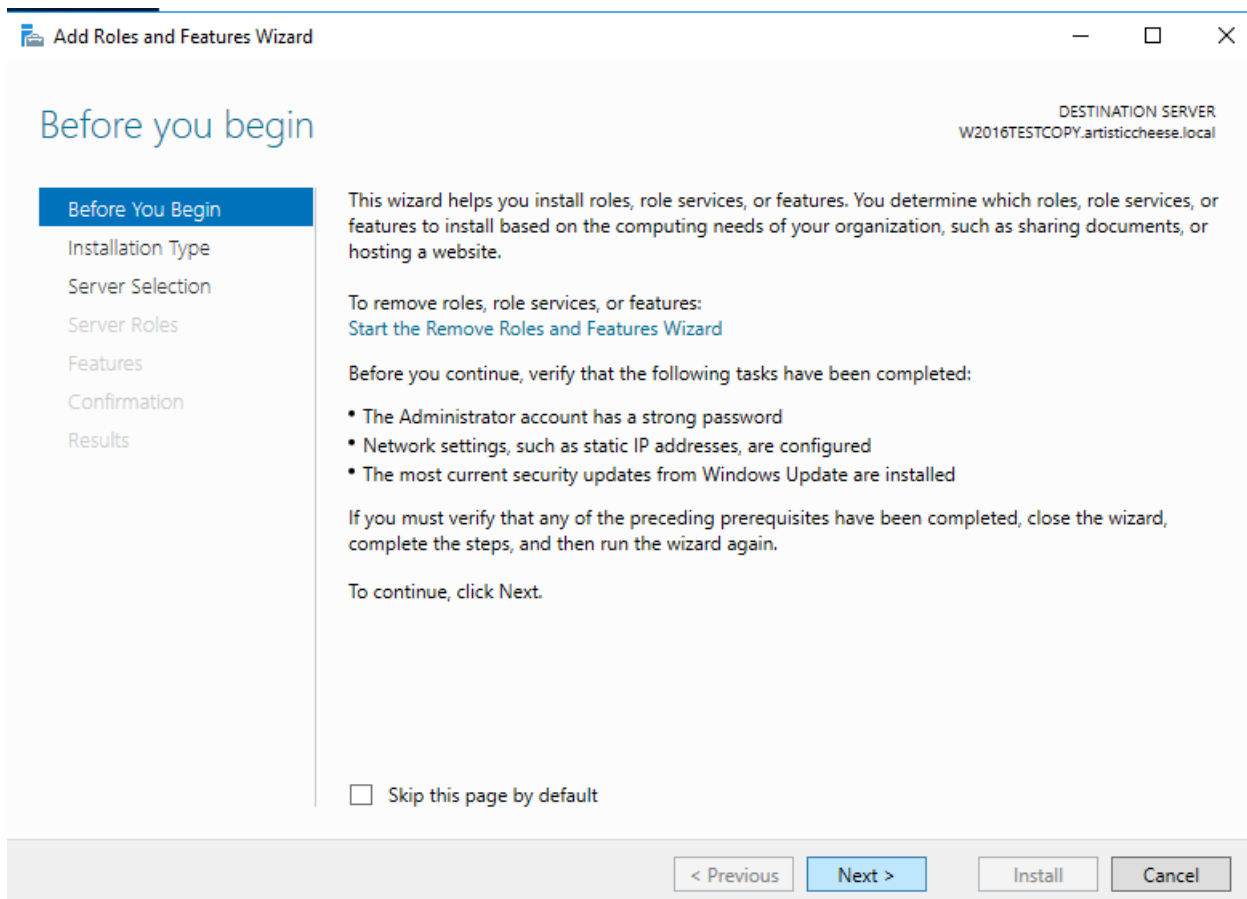 Add Roles and Features Wizard
Before you begin
DESTINATION SERVER
W2016TESTCOPY.artisticcheese.local
Before You Begin
Installation Type
Server Selection
Server Roles
Features
Confirmation
Results
This wizard helps you install roles, role services, or features. You determine which roles, role services, or
features to install based on the computing needs of your organization, such as sharing documents, or
hosting a website.
To remove roles, role services, or features:
Start the Remove Roles and Features Wizard
Before you continue, verify that the following tasks have been completed:
• The Administrator account has a strong password
• Network settings, such as static IP addresses, are configured
• The most current security updates from Windows Update are installed
If you must verify that any of the preceding prerequisites have been completed, close the wizard,
complete the steps, and then run the wizard again.
To continue, click Next.
Skip this page by default
< Previous
Next >
Install
Cancel